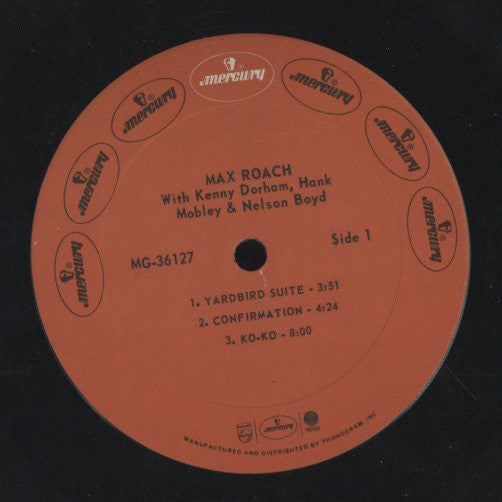 mercury
mercury
mercury
mercury
mercury
mercury
mercury
MAX ROACH
With Kenny Dorham, Hank
Mobley & Nelson Boyd
MG-36127
Side 1
1. YARDBIRD SUITE - 3:51
2. CONFIRMATION - 4:24
3. KO-KO - 8:00
mercury
MANUFACTURED AND DISTRIBUTED BY PHONOGRAM, INC.